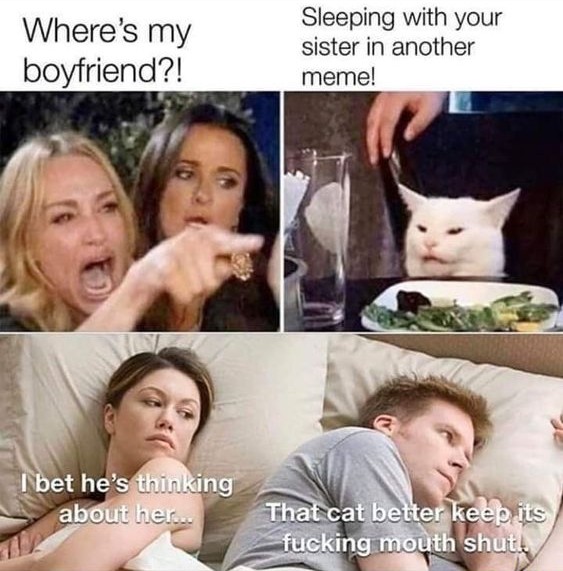 Where's my
boyfriend?!
Sleeping with your
sister in another
meme!
I bet he's thinking
about her...
That cat better keep its
fucking mouth shut..